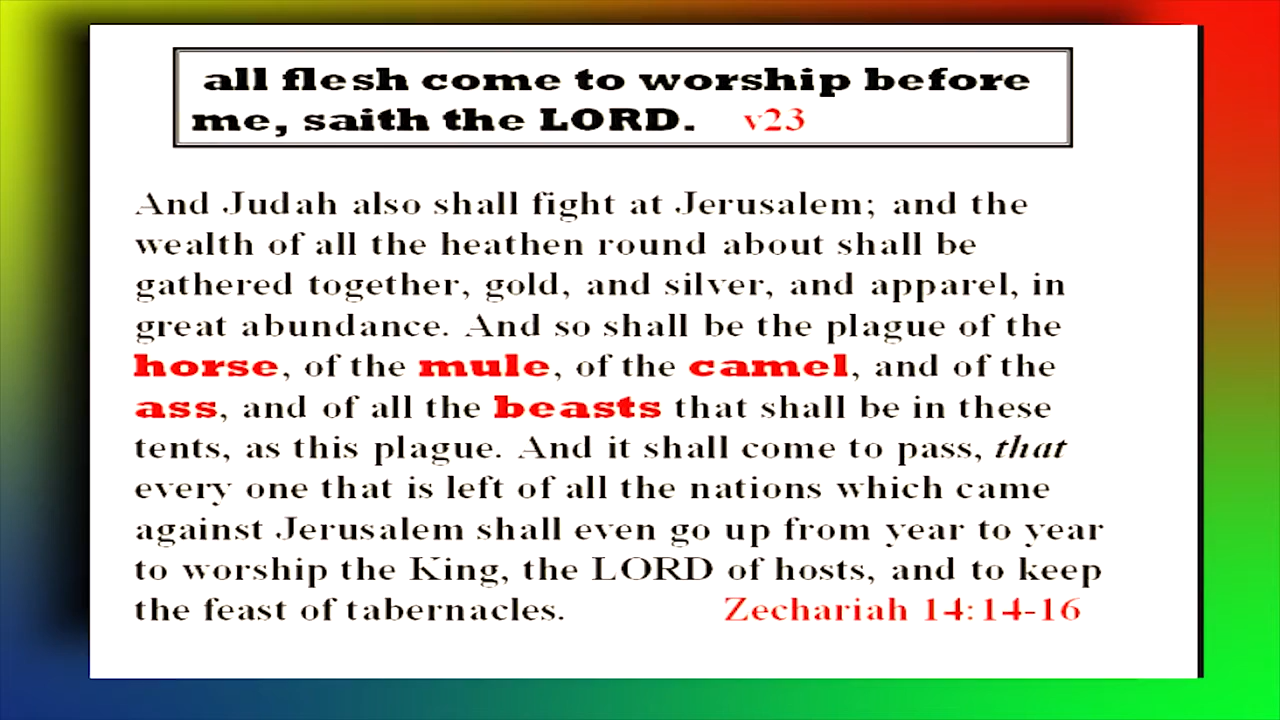 all flesh come to worship before
me, saith the LORD. v23
And Judah also shall fight at Jerusalem; and the
wealth of all the heathen round about shall be
gathered together, gold, and silver, and apparel, in
great abundance. And so shall be the plague of the
horse, of the mule, of the camel, and of the
ass, and of all the beasts that shall be in these
tents, as this plague. And it shall come to pass, that
every one that is left of all the nations which came
against Jerusalem shall even go up from year to year
to worship the King, the LORD of hosts, and to keep
the feast of tabernacles. Zechariah 14:14-16